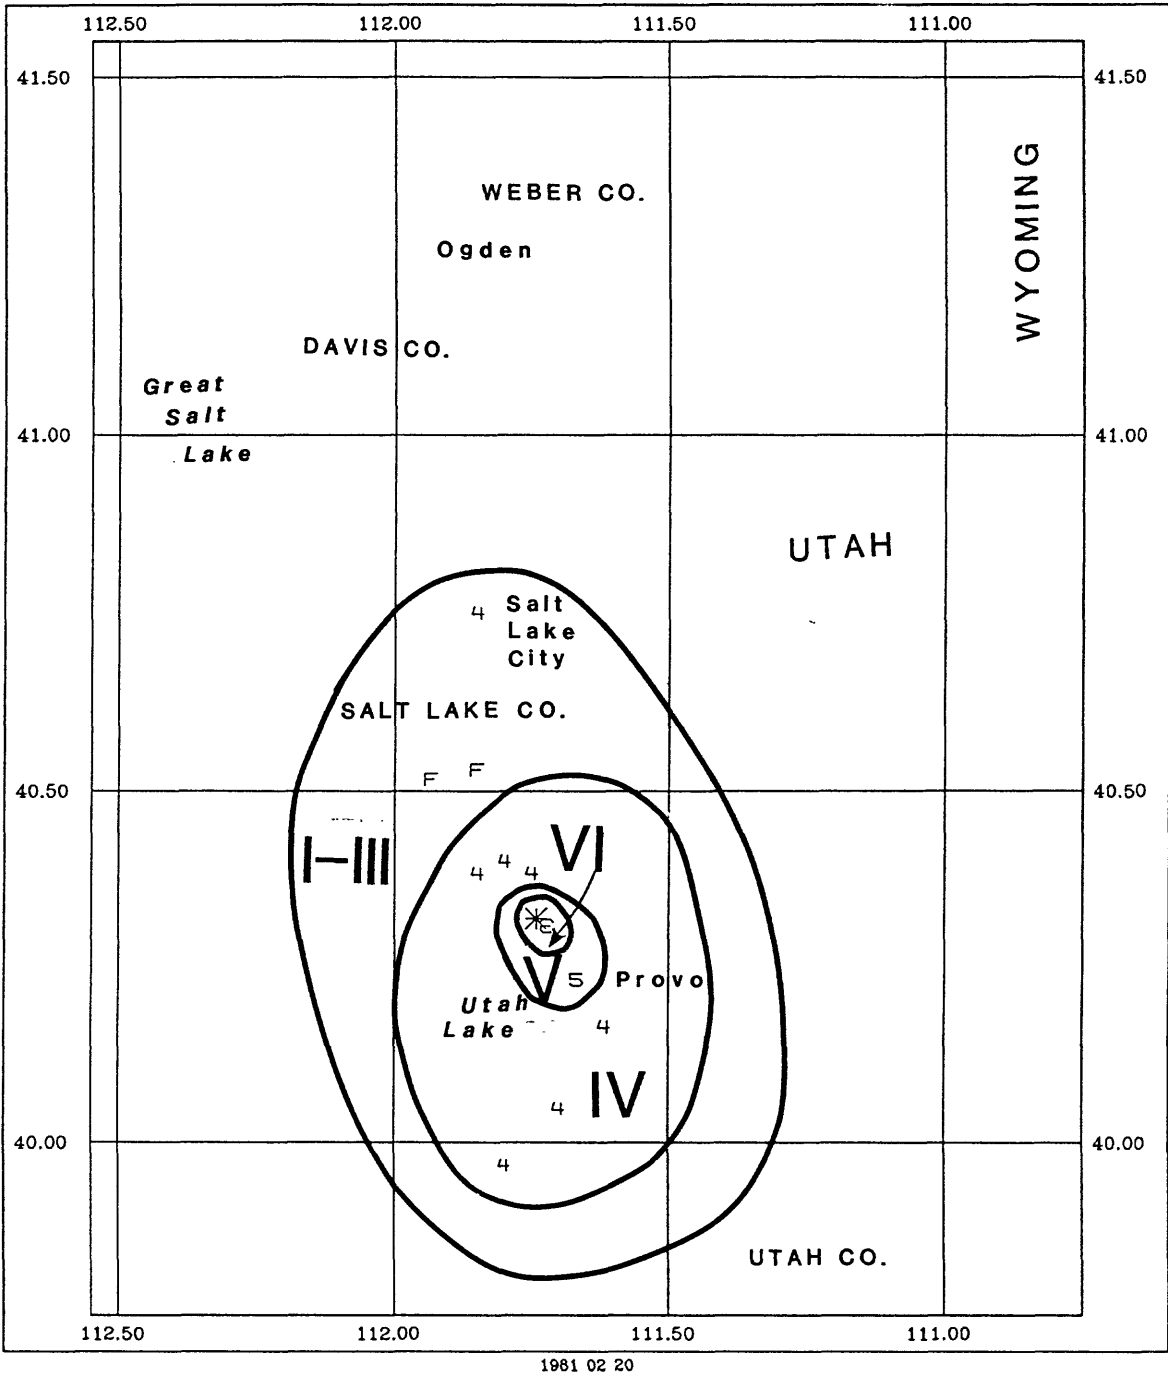 112.50 112.00 111.50 111.00
41.50 41.50
WYOMING
WEBER CO.
Ogden
DAVIS CO.
Great
Salt
Lake
41.00 41.00
UTAH
4 Salt
Lake
City
SALT LAKE CO.
F F
40.50 40.50
VI
I-III
4 4 4
V 5 Provo
Utah
Lake
4
IV
4
40.00 40.00
4
UTAH CO.
112.50 112.00 111.50 111.00
1981 02 20